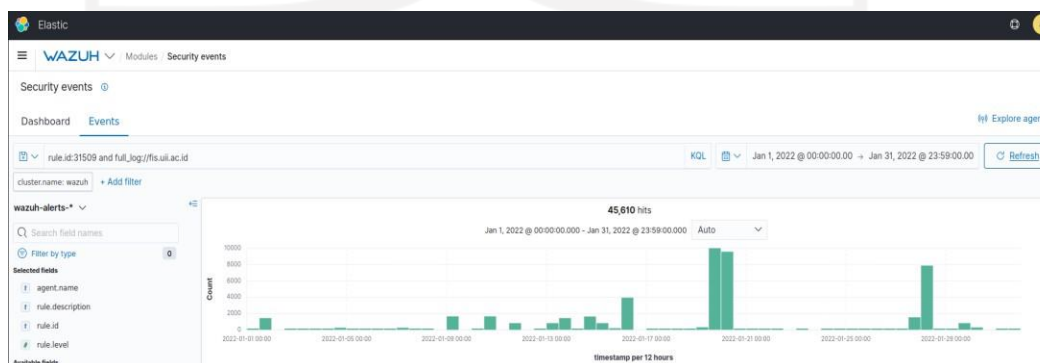 Elastic
WAZUH / Modules / Security events
Security events
Dashboard Events
Explore agen
rule.id:31509 and full_log://fis.uii.ac.id KQL Jan 1, 2022 @ 00:00:00.00 → Jan 31, 2022 @ 23:59:00.00 Refresh
cluster.name: wazuh + Add filter
wazuh-alerts-*
45,610 hits
Search field names
Jan 1, 2022 @ 00:00:00.000 - Jan 31, 2022 @ 23:59:00.000 Auto
Filter by type 0
Selected fields
t agent.name
t rule.description
t rule.id
# rule.level
Available fields
Count
10000
8000
6000
4000
2000
0
2022-01-01 00:00 2022-01-05 00:00 2022-01-09 00:00 2022-01-13 00:00 2022-01-17 00:00 2022-01-21 00:00 2022-01-25 00:00 2022-01-29 00:00
timestamp per 12 hours